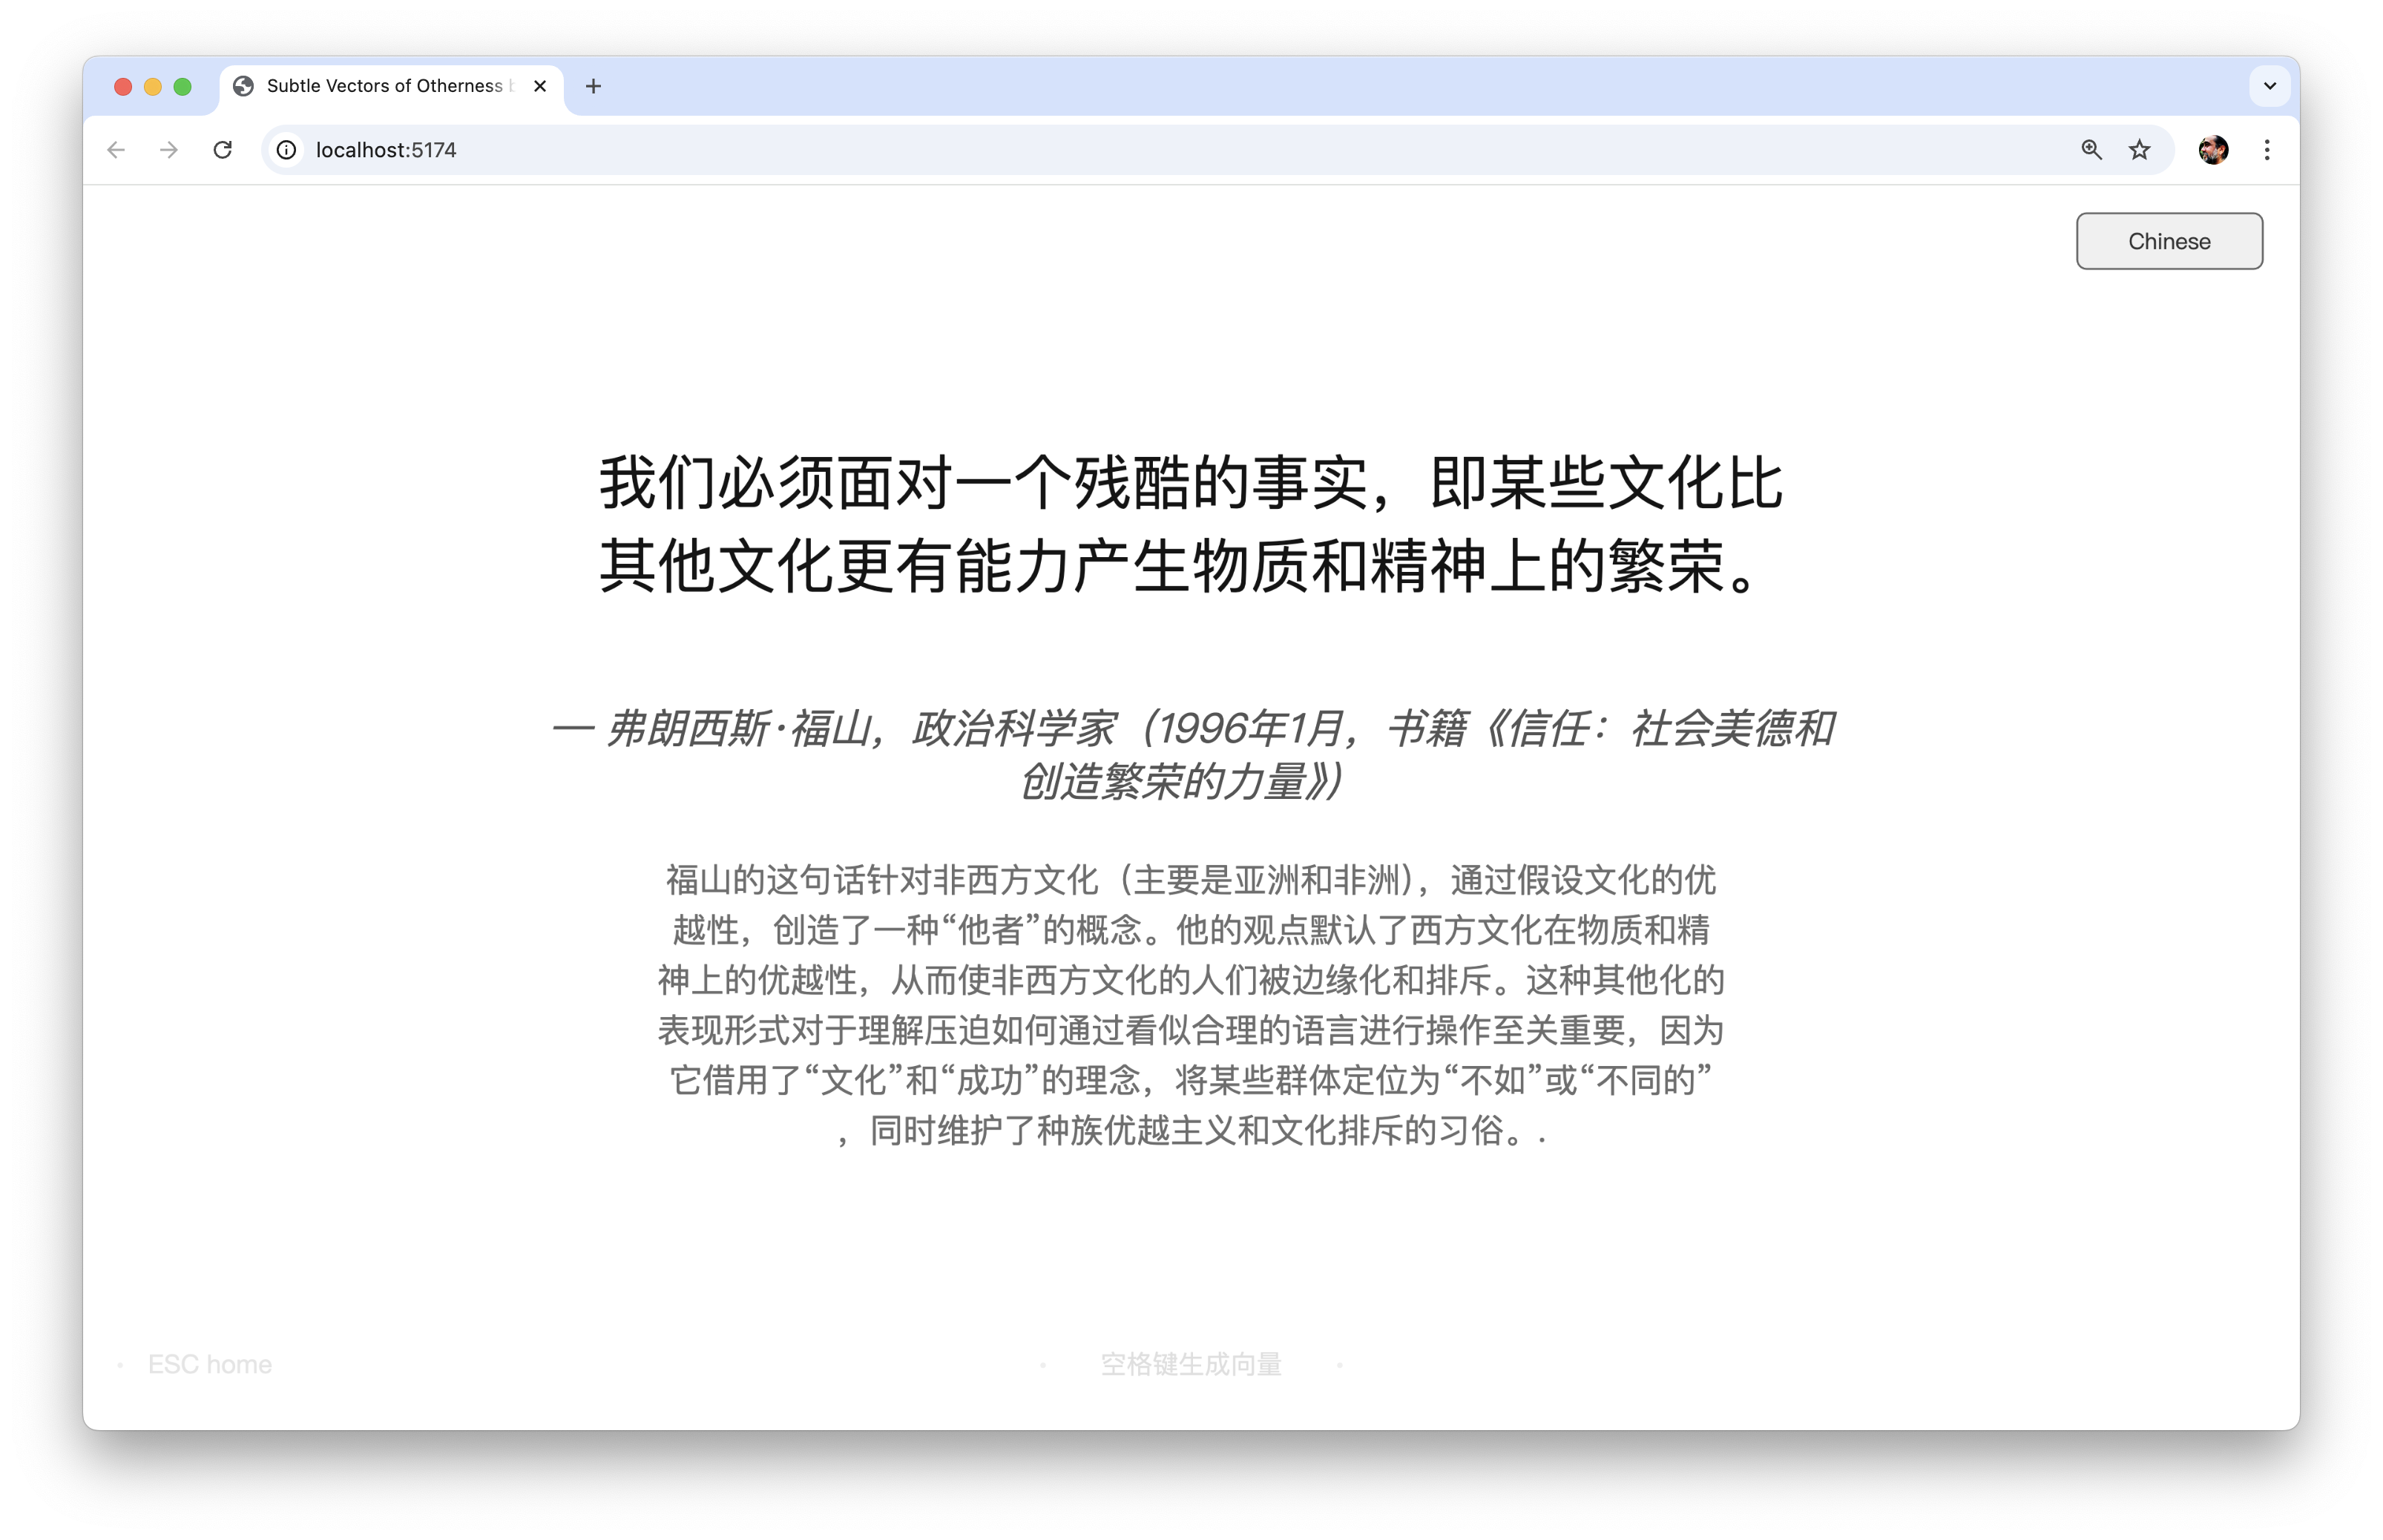 Subtle Vectors of Otherness
localhost:5174
Chinese
我们必须面对一个残酷的事实，即某些文化比
其他文化更有能力产生物质和精神上的繁荣。
— 弗朗西斯·福山，政治科学家（1996年1月，书籍《信任：社会美德和
创造繁荣的力量》）
福山的这句话针对非西方文化（主要是亚洲和非洲），通过假设文化的优
越性，创造了一种“他者”的概念。他的观点默认了西方文化在物质和精
神上的优越性，从而使非西方文化的人们被边缘化和排斥。这种其他化的
表现形式对于理解压迫如何通过看似合理的语言进行操作至关重要，因为
它借用了“文化”和“成功”的理念，将某些群体定位为“不如”或“不同的”
，同时维护了种族优越主义和文化排斥的习俗。.
• ESC home
• 空格键生成向量 •